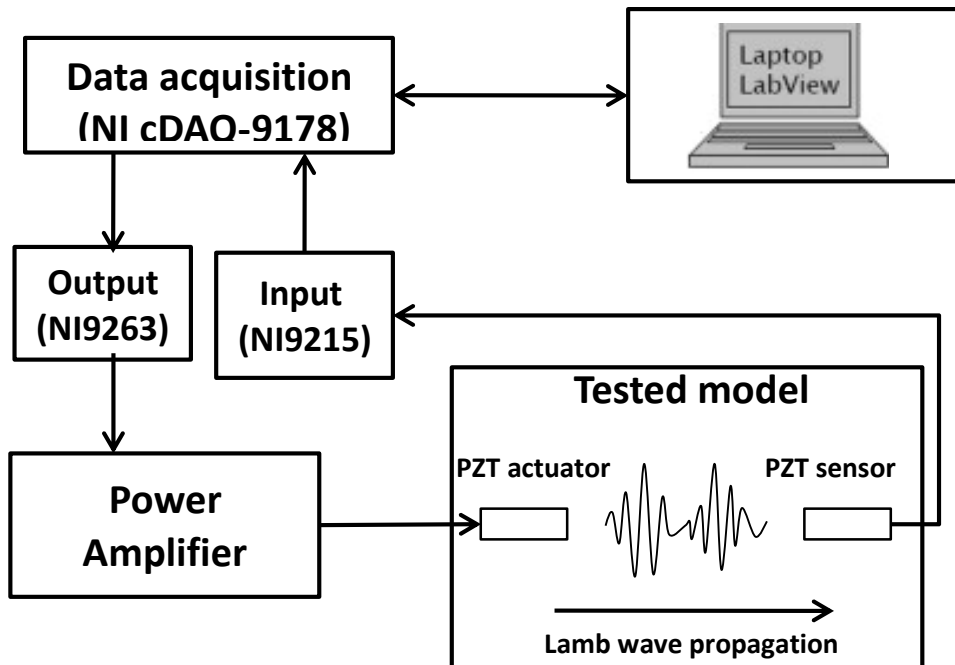 Data acquisition
(NI cDAQ-9178)
Laptop
LabView
Output
(NI9263)
Input
(NI9215)
Tested model
PZT actuator
PZT sensor
Power
Amplifier
Lamb wave propagation